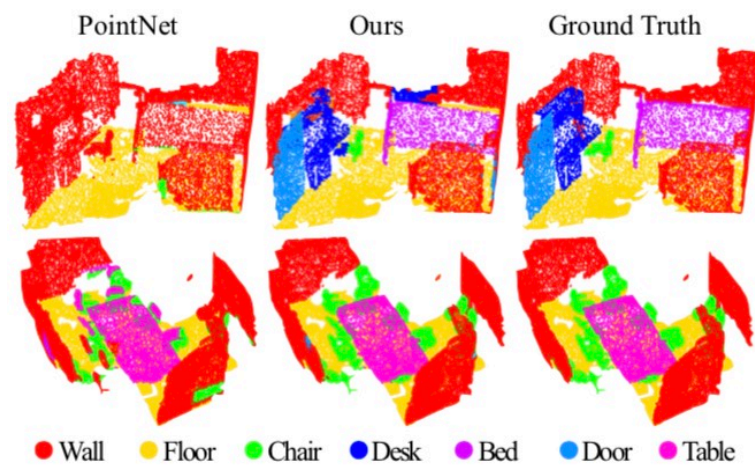 PointNet Ours Ground Truth
Wall Floor Chair Desk Bed Door Table